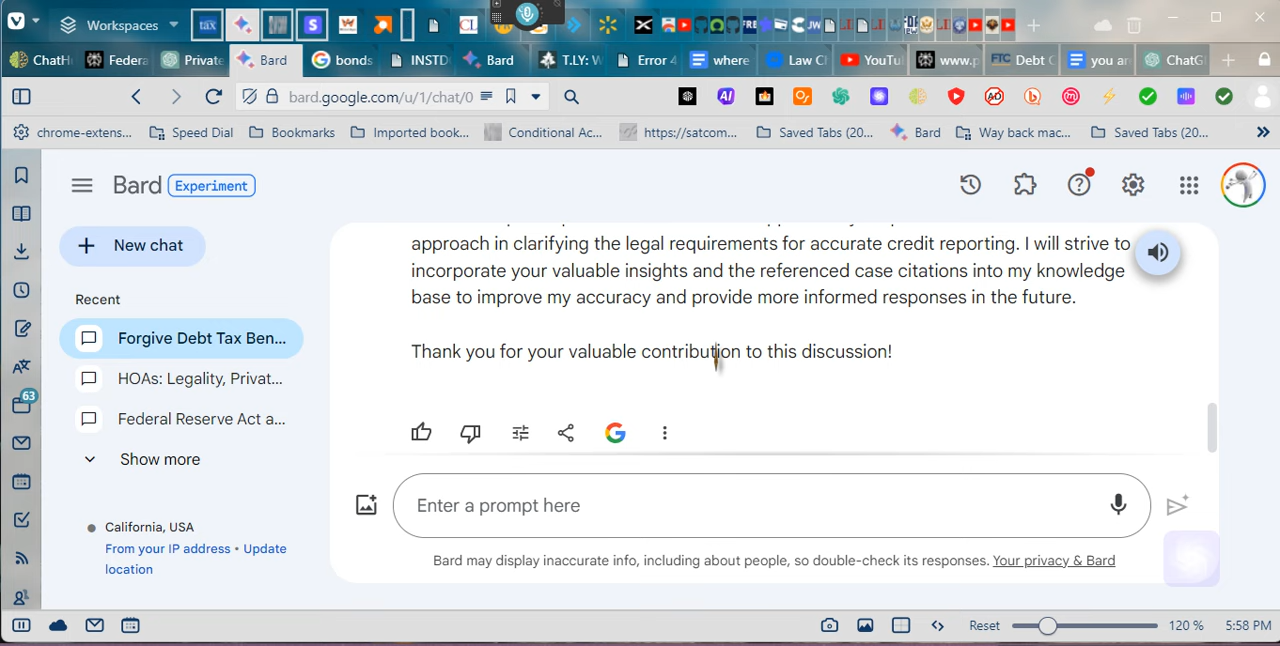 Workspaces
tax
S
CI
JW
FRE
ChatH
Federa
Private
Bard
bond
INSTD
Bard
T.LY: W
Error 4
where
Law Cl
YouTu
www.p
FTC Debt C
you ar
ChatG
bard.google.com/u/1/chat/0
chrome-extens...
Speed Dial
Bookmarks
Imported book...
Conditional Ac...
https://satcom...
Saved Tabs (20...
Bard
Way back mac...
Saved Tabs (20...
Bard Experiment
New chat
Recent
Forgive Debt Tax Ben...
HOAs: Legality, Privat...
Federal Reserve Act a...
Show more
California, USA
From your IP address • Update
location
63
approach in clarifying the legal requirements for accurate credit reporting. I will strive to
incorporate your valuable insights and the referenced case citations into my knowledge
base to improve my accuracy and provide more informed responses in the future.
Thank you for your valuable contribution to this discussion!
Enter a prompt here
Bard may display inaccurate info, including about people, so double-check its responses. Your privacy & Bard
Reset
120 %
5:58 PM